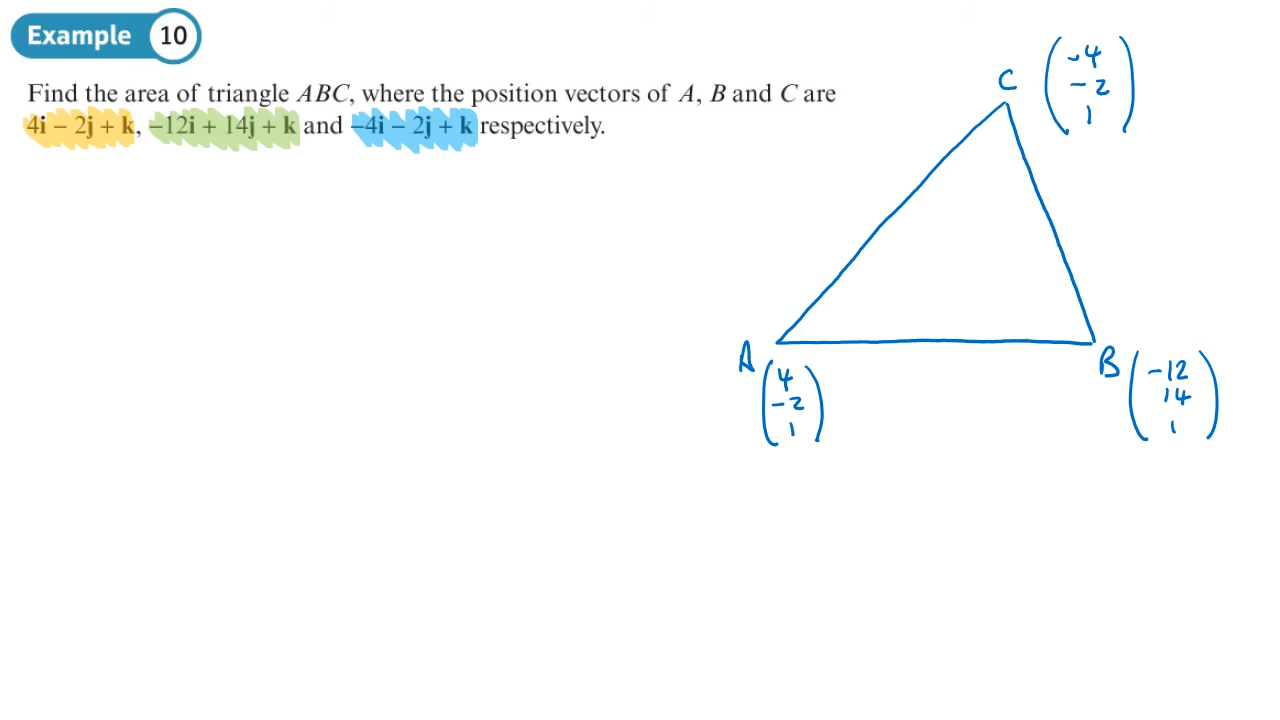 Example 10
Find the area of triangle ABC, where the position vectors of A, B and C are
4i − 2j + k, −12i + 14j + k and −4i − 2j + k respectively.
C
-4
-2
1
A
4
-2
1
B
-12
14
1